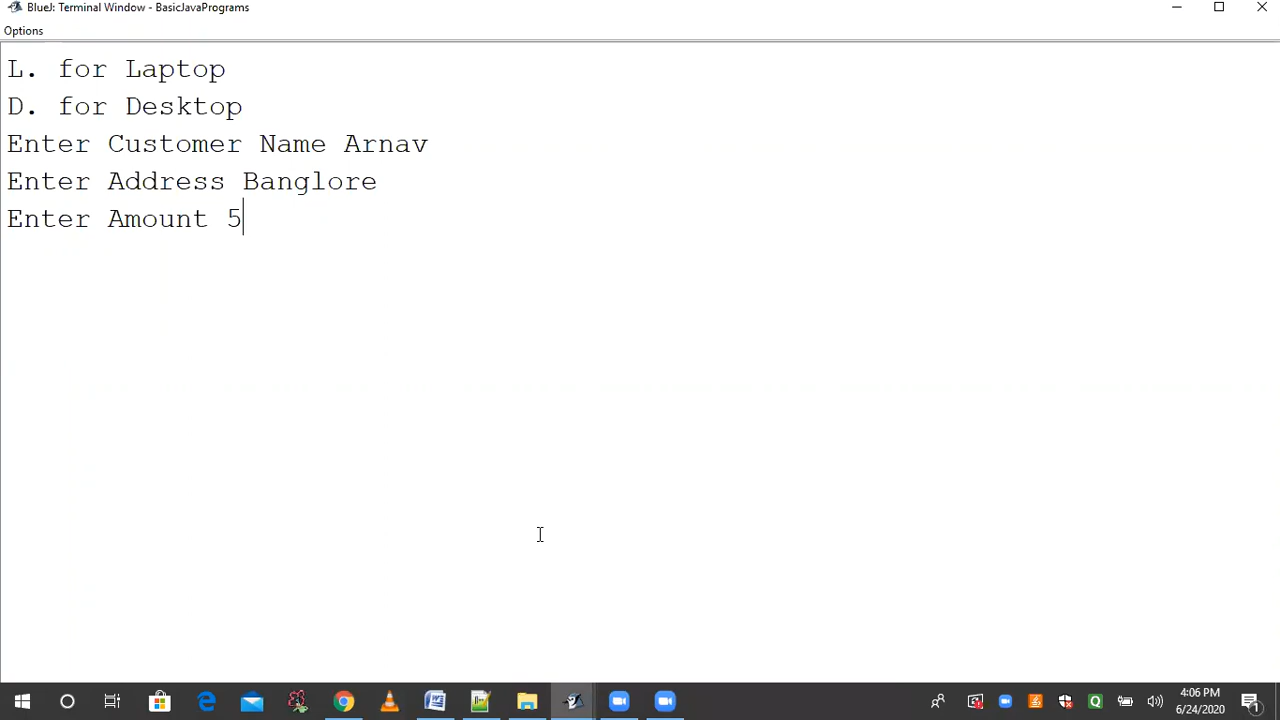 BlueJ: Terminal Window - BasicJavaPrograms
Options
L. for Laptop
D. for Desktop
Enter Customer Name Arnav
Enter Address Banglore
Enter Amount 5
4:06 PM
6/24/2020